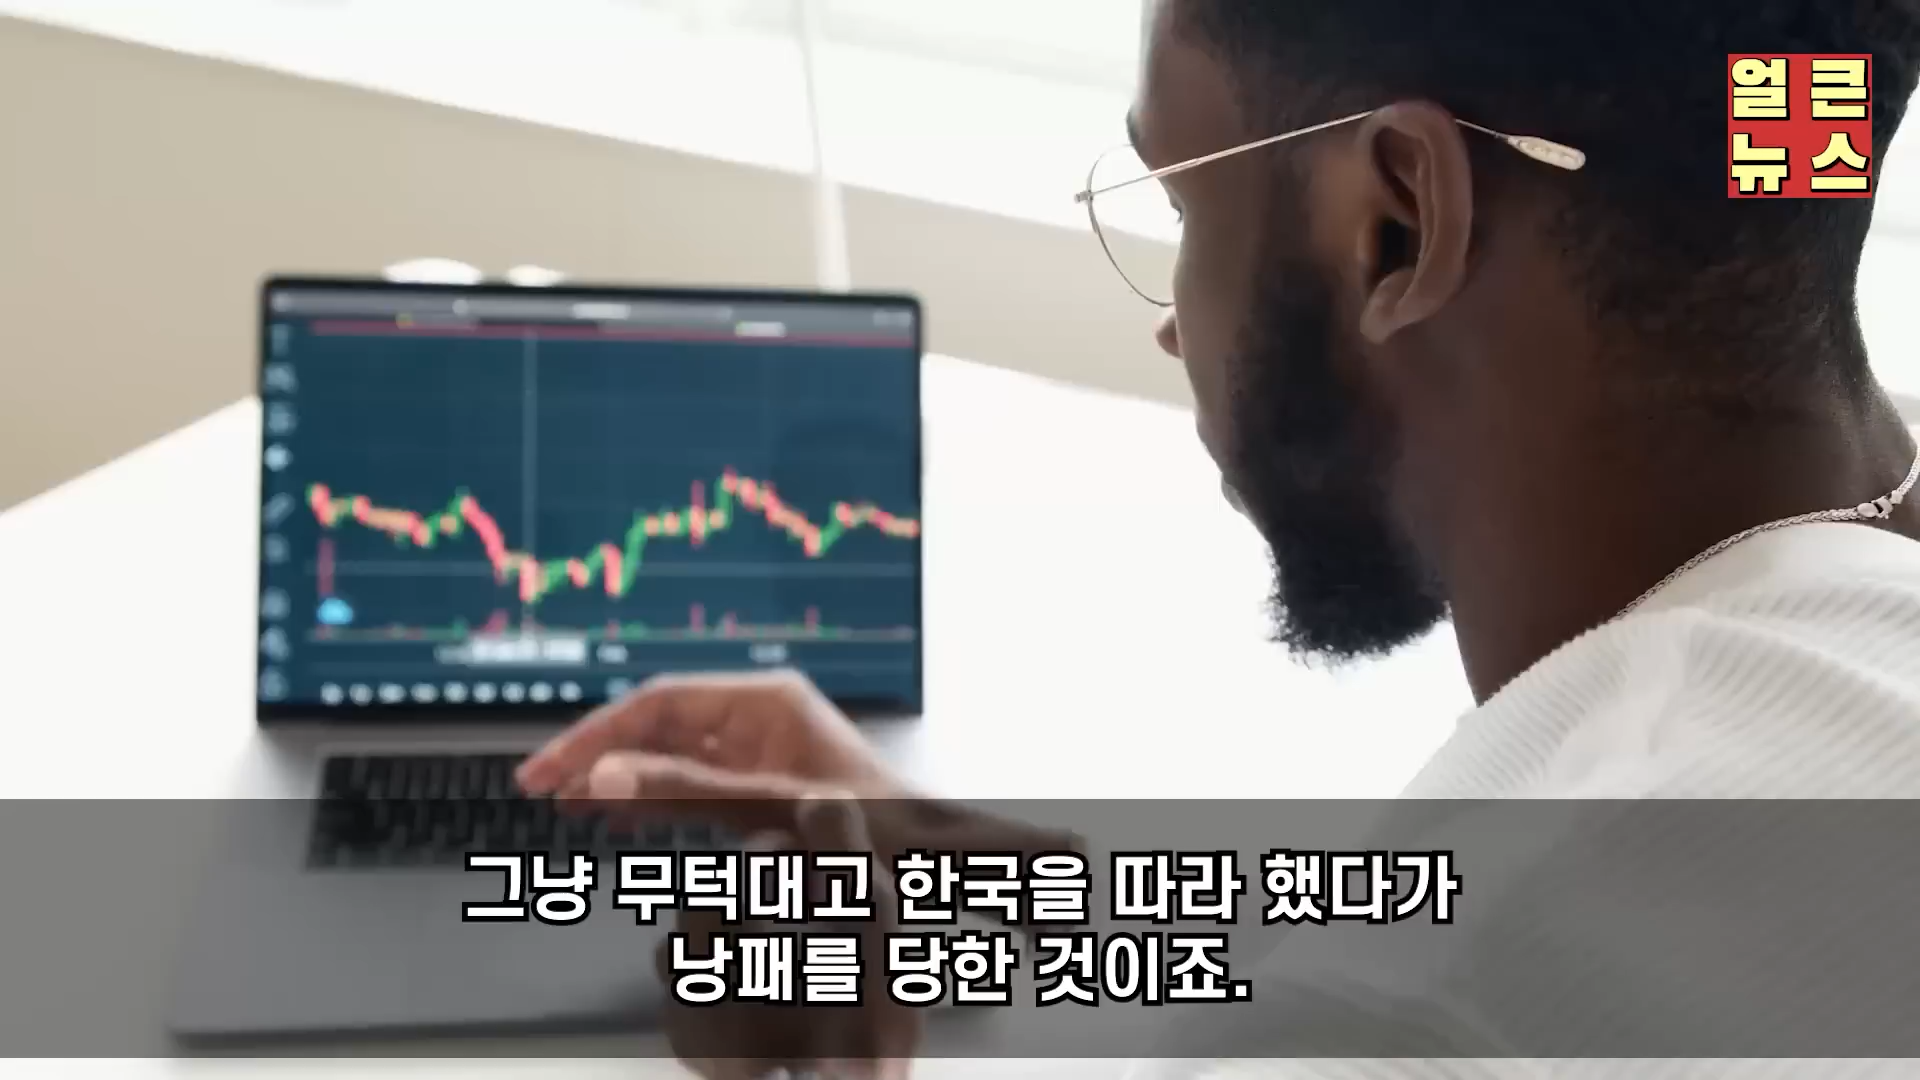 얼큰
뉴스
그냥 무턱대고 한국을 따라 했다가
낭패를 당한 것이죠.